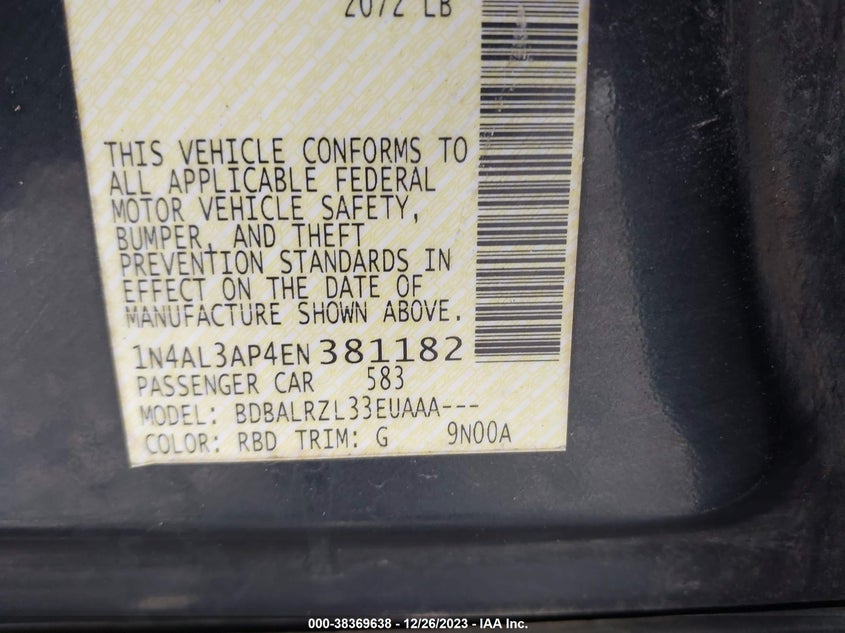 2072 LB
THIS VEHICLE CONFORMS TO
ALL APPLICABLE FEDERAL
MOTOR VEHICLE SAFETY,
BUMPER, AND THEFT
PREVENTION STANDARDS IN
EFFECT ON THE DATE OF
MANUFACTURE SHOWN ABOVE.
1N4AL3AP4EN 381182
PASSENGER CAR 583
MODEL: BDBALRZL33EUAAA---
COLOR: RBD TRIM: G 9N00A
000-38369638 - 12/26/2023 - IAA Inc.